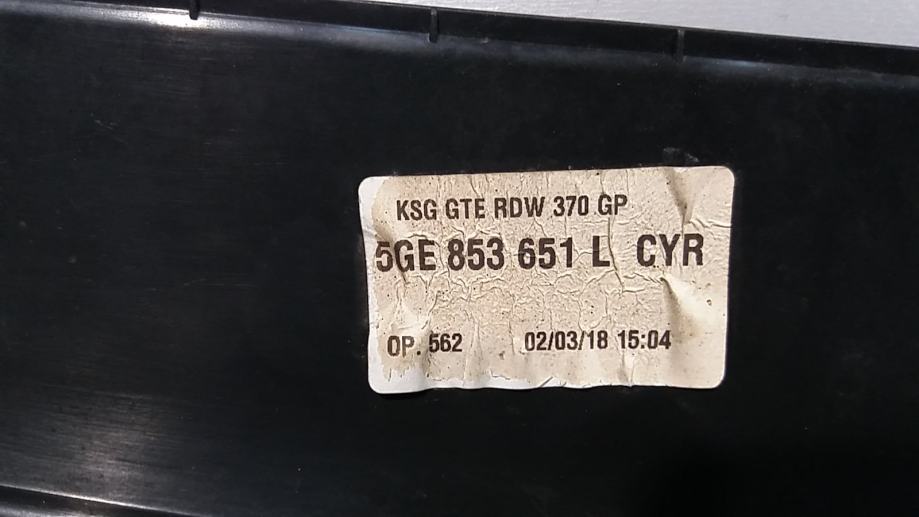 KSG GTE RDW 370 GP
5GE 853 651 L CYR
OP. 562 02/03/18 15:04